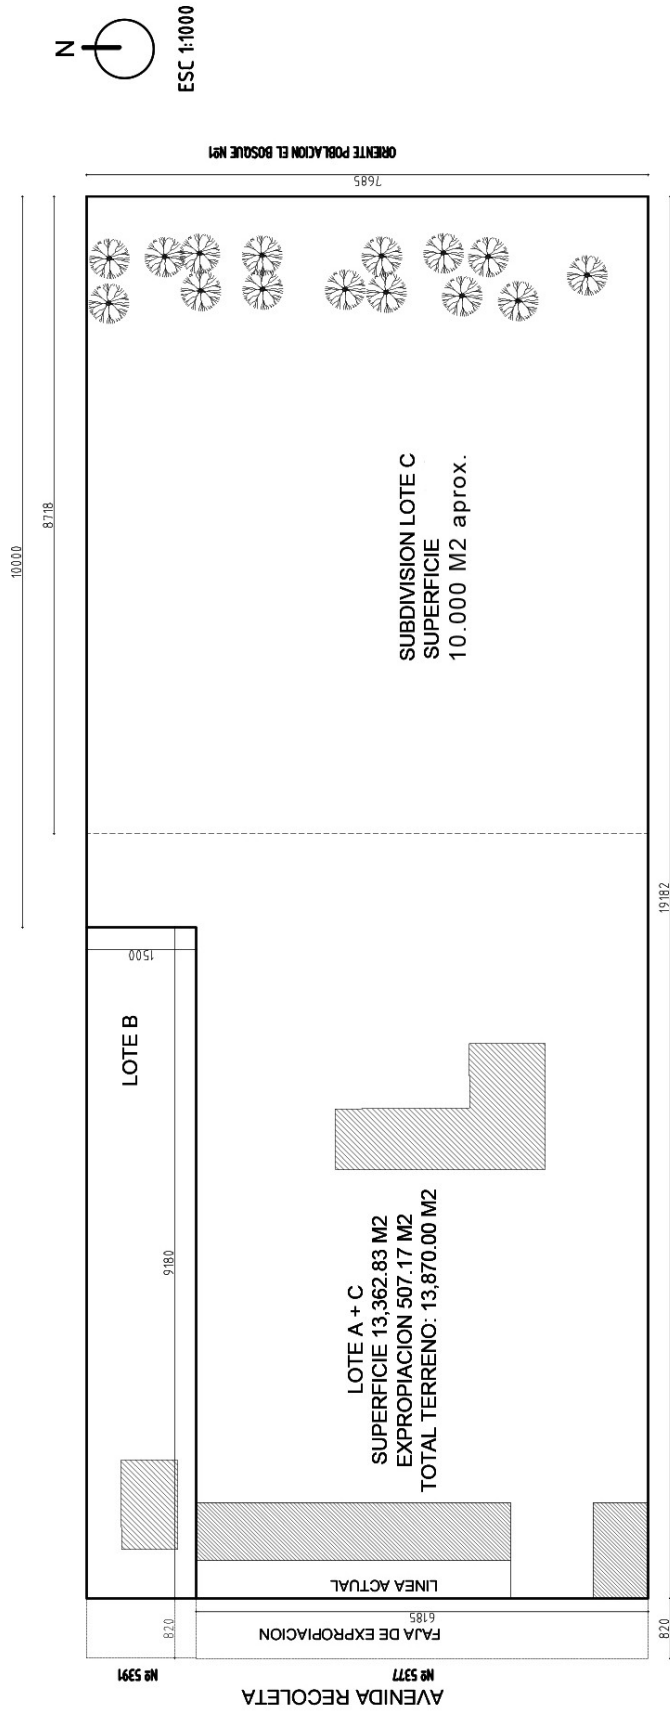 N
ESC 1:1000
ORIENTE POBLACION EL BOSQUE Nº1
7685
10000
8718
SUBDIVISION LOTE C
SUPERFICIE
10.000 M2 aprox.
19182
1500
LOTE B
9180
LOTE A + C
SUPERFICIE 13,362.83 M2
EXPROPIACION 507.17 M2
TOTAL TERRENO: 13,870.00 M2
LINEA ACTUAL
6185
FAJA DE EXPROPIACION
820
820
Nº 5391
Nº 5377
AVENIDA RECOLETA